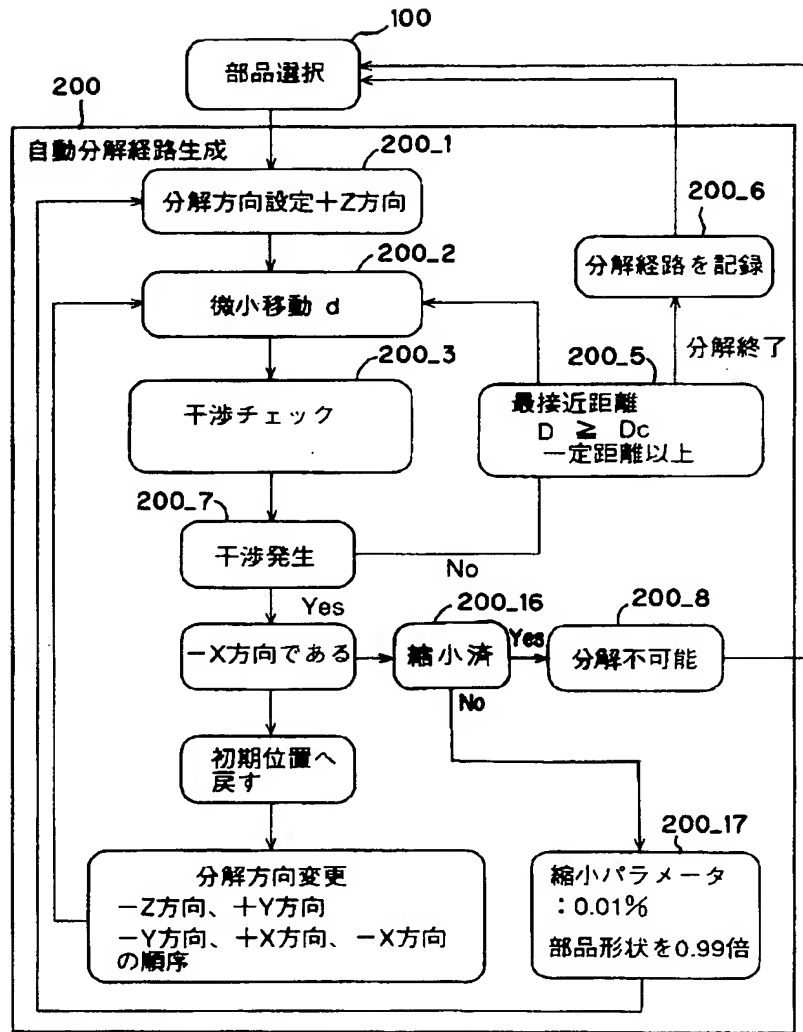 100
部品選択
200
自動分解経路生成
200_1
分解方向設定+Z方向
200_6
分解経路を記録
200_2
微小移動 d
分解終了
200_3
干渉チェック
200_5
最接近距離
D ≧ Dc
一定距離以上
200_7
干渉発生
No
Yes
200_16
200_8
−X方向である
縮小済
Yes
分解不可能
No
初期位置へ
戻す
200_17
分解方向変更
−Z方向、+Y方向
−Y方向、+X方向、−X方向
の順序
縮小パラメータ
:0.01%
部品形状を0.99倍